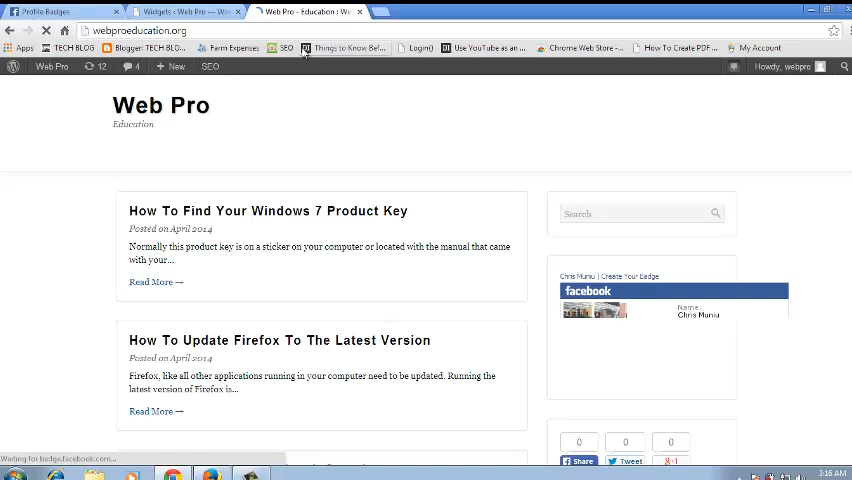 Profile Badges
Widgets ‹ Web Pro — Wor
Web Pro - Education : We
webproeducation.org
Apps
TECH BLOG
Blogger: TECH BLO...
Farm Expenses
SEO
Things to Know Bef...
Login()
Use YouTube as an ...
Chrome Web Store - ...
How To Create PDF ...
My Account
Web Pro
12
4
New
SEO
Howdy, webpro
Web Pro
Education
How To Find Your Windows 7 Product Key
Posted on April 2014
Normally this product key is on a sticker on your computer or located with the manual that came
with your...
Read More →
How To Update Firefox To The Latest Version
Posted on April 2014
Firefox, like all other applications running in your computer need to be updated. Running the
latest version of Firefox is...
Read More →
Search
Chris Muniu | Create Your Badge
facebook
Name:
Chris Muniu
0
0
0
Share
Tweet
+1
Waiting for badge.facebook.com...
3:16 AM